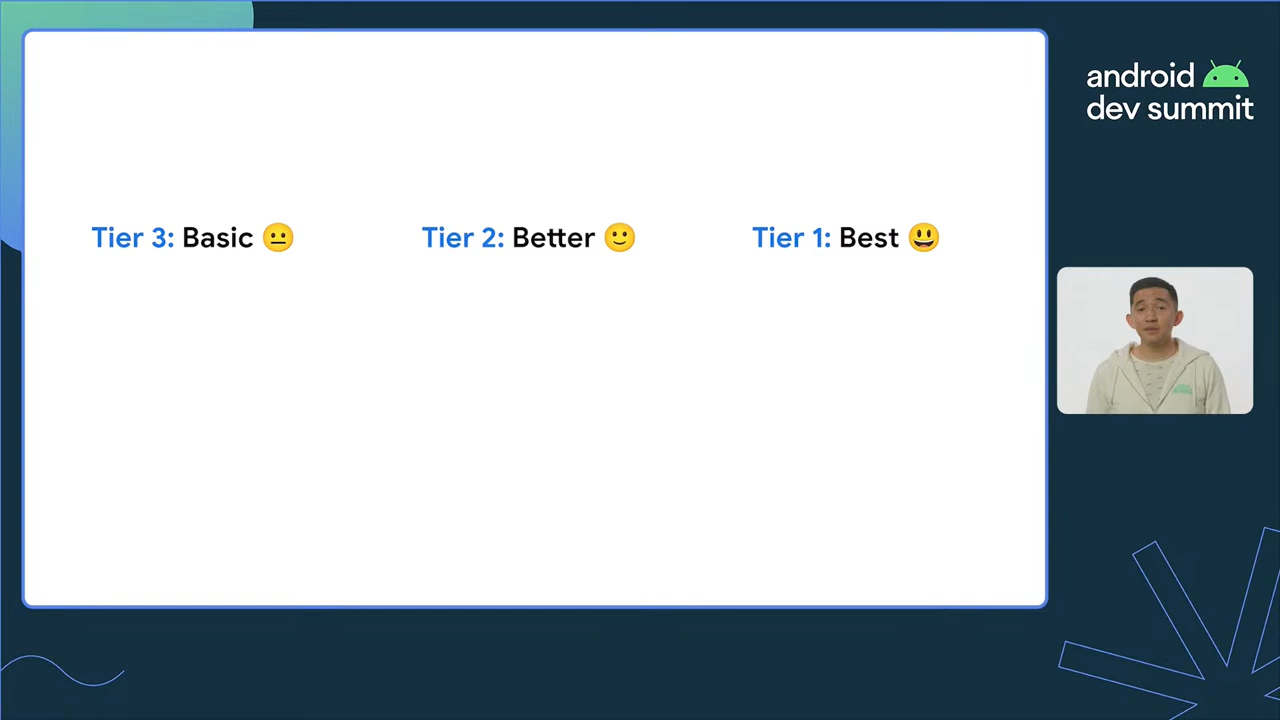 android
dev summit
Tier 3: Basic 😐
Tier 2: Better 🙂
Tier 1: Best 😃